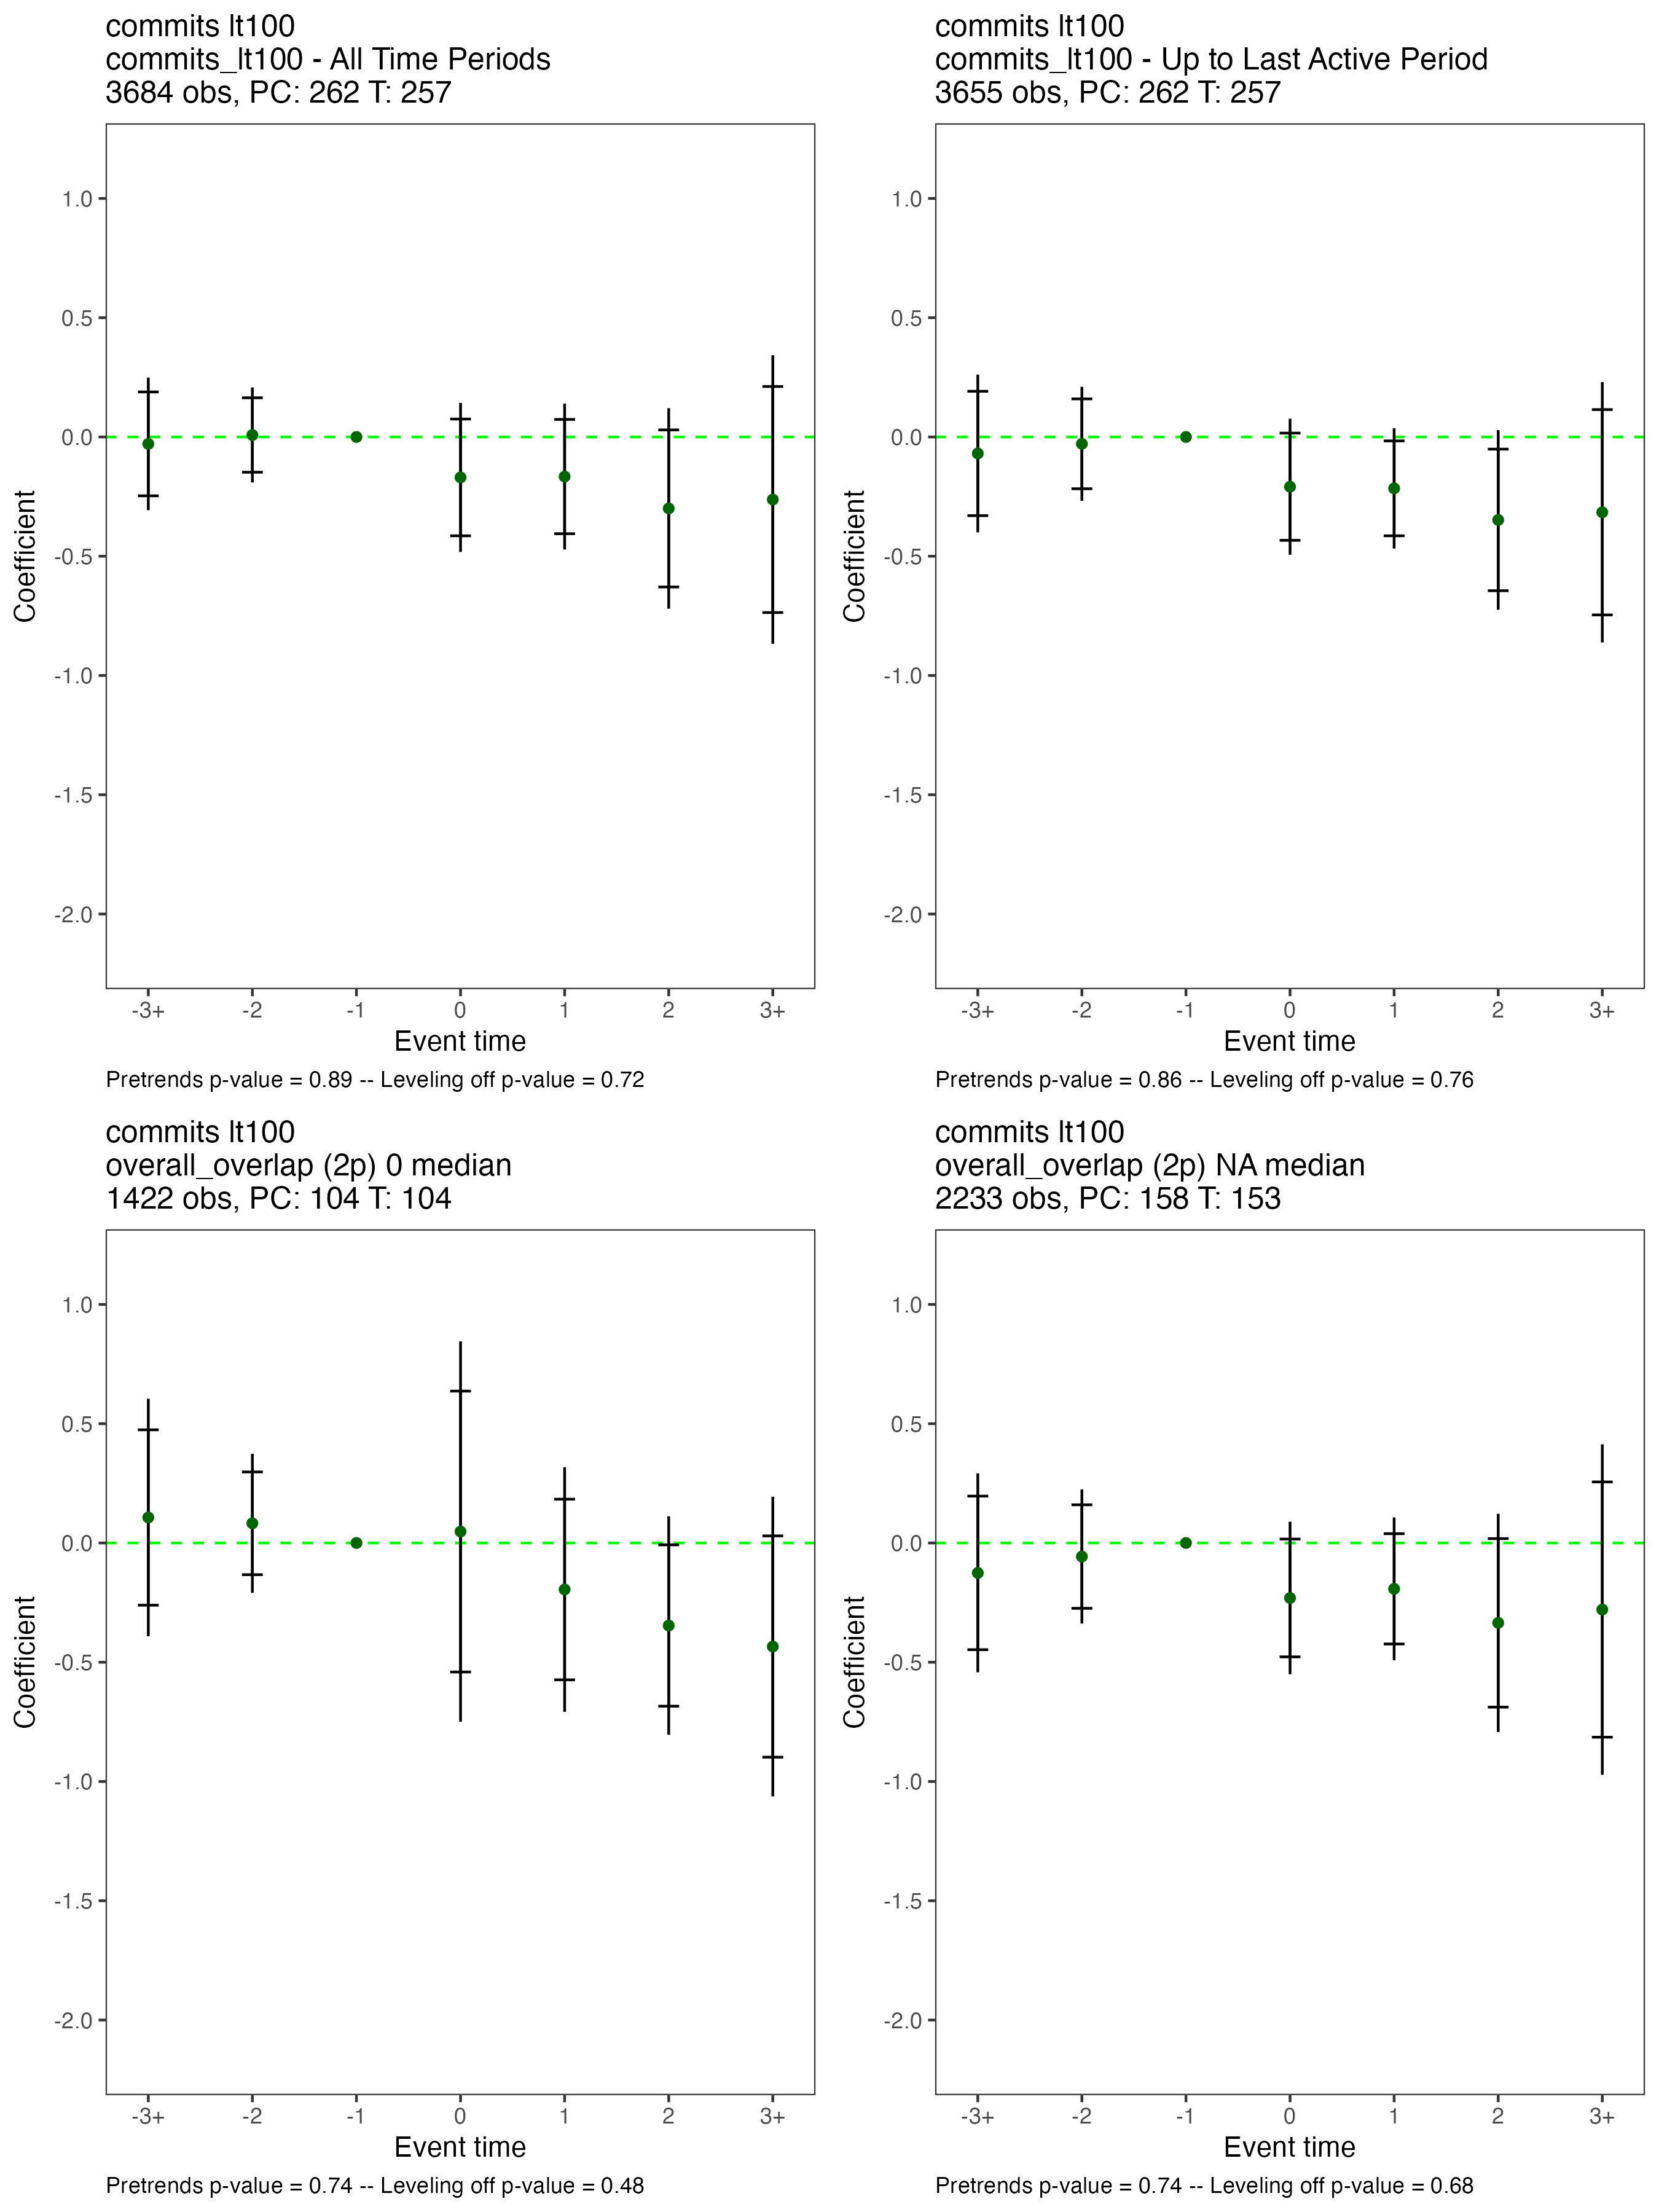 commits lt100
commits_lt100 - All Time Periods
3684 obs, PC: 262 T: 257
1.0
0.5
0.0
-0.5
-1.0
-1.5
-2.0
Coefficient
-3+ -2 -1 0 1 2 3+
Event time
Pretrends p-value = 0.89 -- Leveling off p-value = 0.72
commits lt100
commits_lt100 - Up to Last Active Period
3655 obs, PC: 262 T: 257
1.0
0.5
0.0
-0.5
-1.0
-1.5
-2.0
Coefficient
-3+ -2 -1 0 1 2 3+
Event time
Pretrends p-value = 0.86 -- Leveling off p-value = 0.76
commits lt100
overall_overlap (2p) 0 median
1422 obs, PC: 104 T: 104
1.0
0.5
0.0
-0.5
-1.0
-1.5
-2.0
Coefficient
-3+ -2 -1 0 1 2 3+
Event time
Pretrends p-value = 0.74 -- Leveling off p-value = 0.48
commits lt100
overall_overlap (2p) NA median
2233 obs, PC: 158 T: 153
1.0
0.5
0.0
-0.5
-1.0
-1.5
-2.0
Coefficient
-3+ -2 -1 0 1 2 3+
Event time
Pretrends p-value = 0.74 -- Leveling off p-value = 0.68